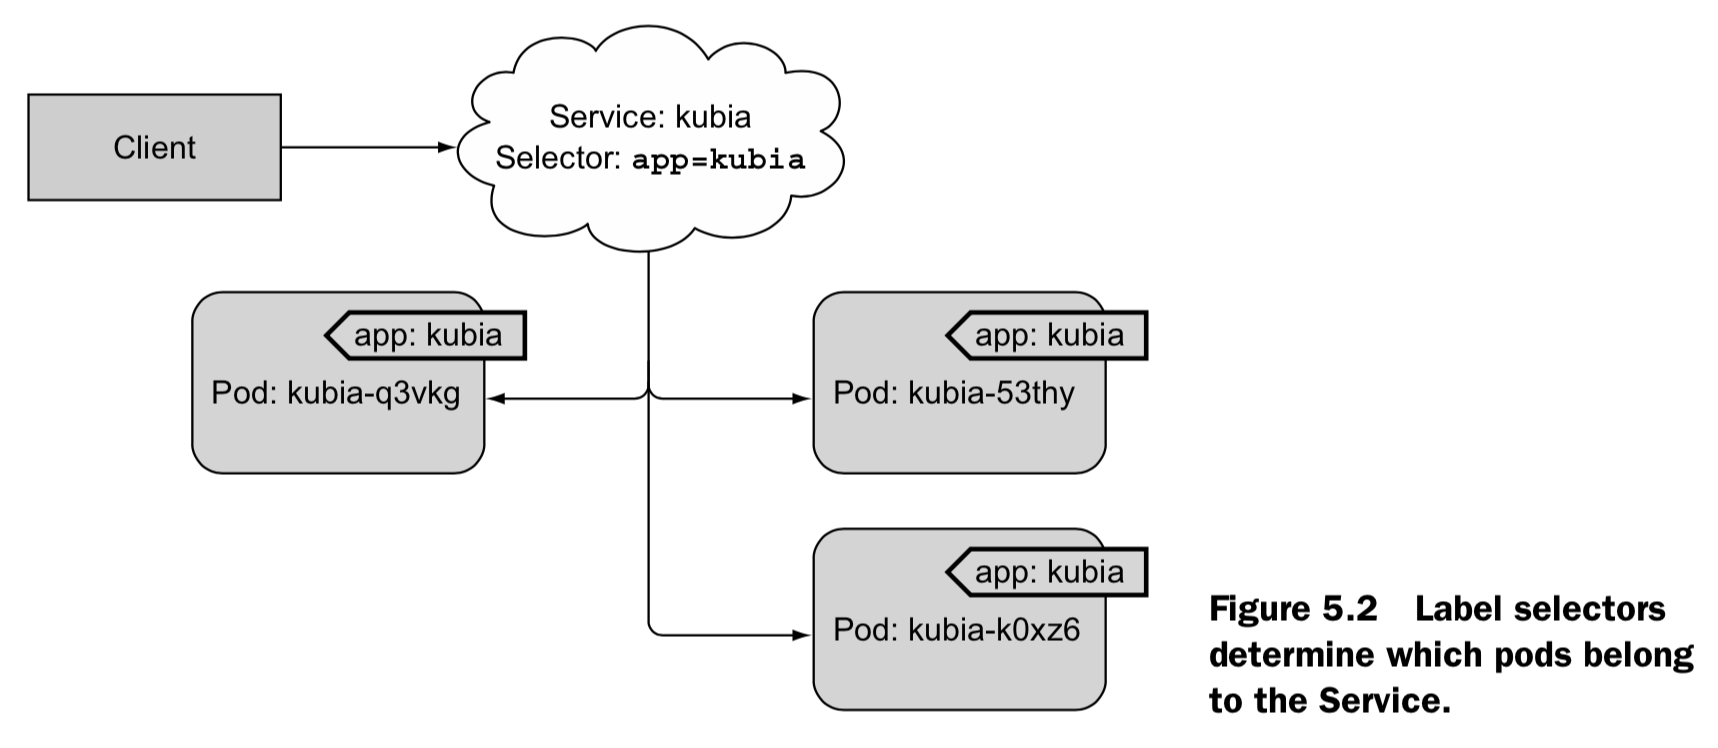 Client
Service: kubia
Selector: app=kubia
app: kubia
Pod: kubia-q3vkg
app: kubia
Pod: kubia-53thy
app: kubia
Pod: kubia-k0xz6
Figure 5.2 Label selectors
determine which pods belong
to the Service.